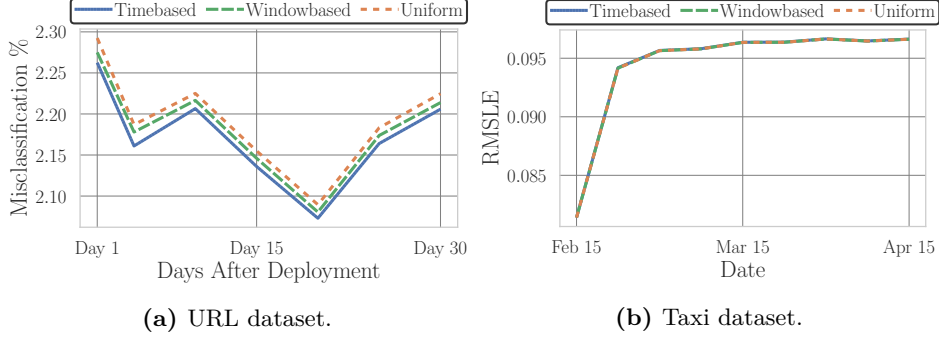 Timebased Windowbased Uniform
Misclassification %
2.30
2.25
2.20
2.15
2.10
Day 1 Day 15 Day 30
Days After Deployment
(a) URL dataset.
Timebased Windowbased Uniform
RMSLE
0.095
0.090
0.085
Feb 15 Mar 15 Apr 15
Date
(b) Taxi dataset.